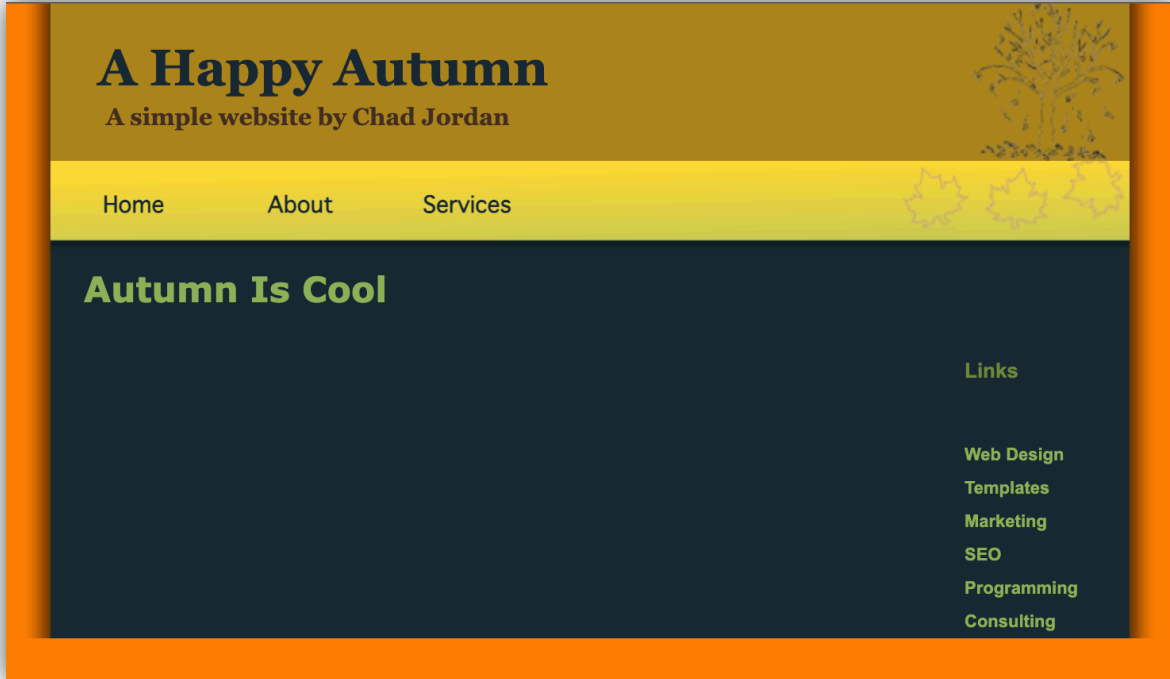 A Happy Autumn
A simple website by Chad Jordan
Home About Services
Autumn Is Cool
Links
Web Design
Templates
Marketing
SEO
Programming
Consulting